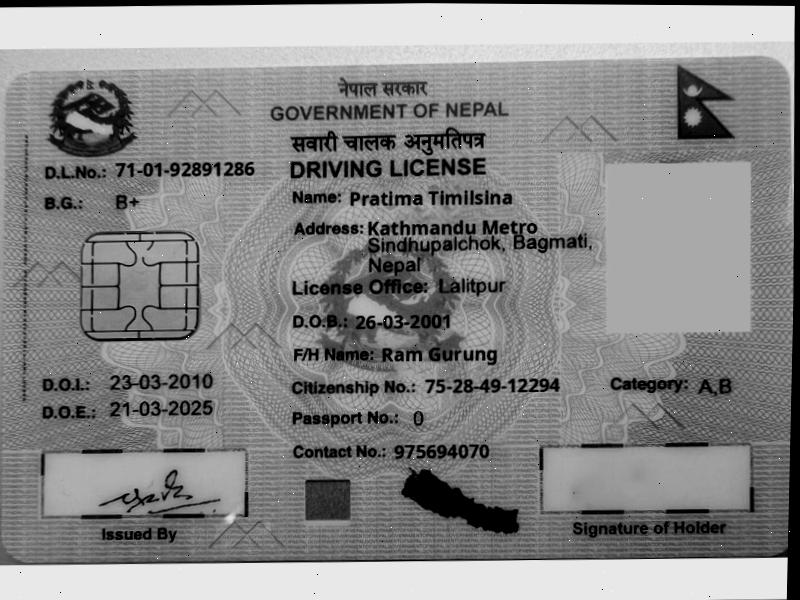 नेपाल सरकार
GOVERNMENT OF NEPAL
सवारी चालक अनुमतिपत्र
DRIVING LICENSE
D.L.No.: 71-01-92891286
B.G.: B+
Name: Pratima Timilsina
Address: Kathmandu Metro
Sindhupalchok, Bagmati,
Nepal
License Office: Lalitpur
D.O.B.: 26-03-2001
F/H Name: Ram Gurung
D.O.I.: 23-03-2010
Citizenship No.: 75-28-49-12294
Category: A,B
D.O.E.: 21-03-2025
Passport No.: 0
Contact No.: 975694070
Issued By
Signature of Holder